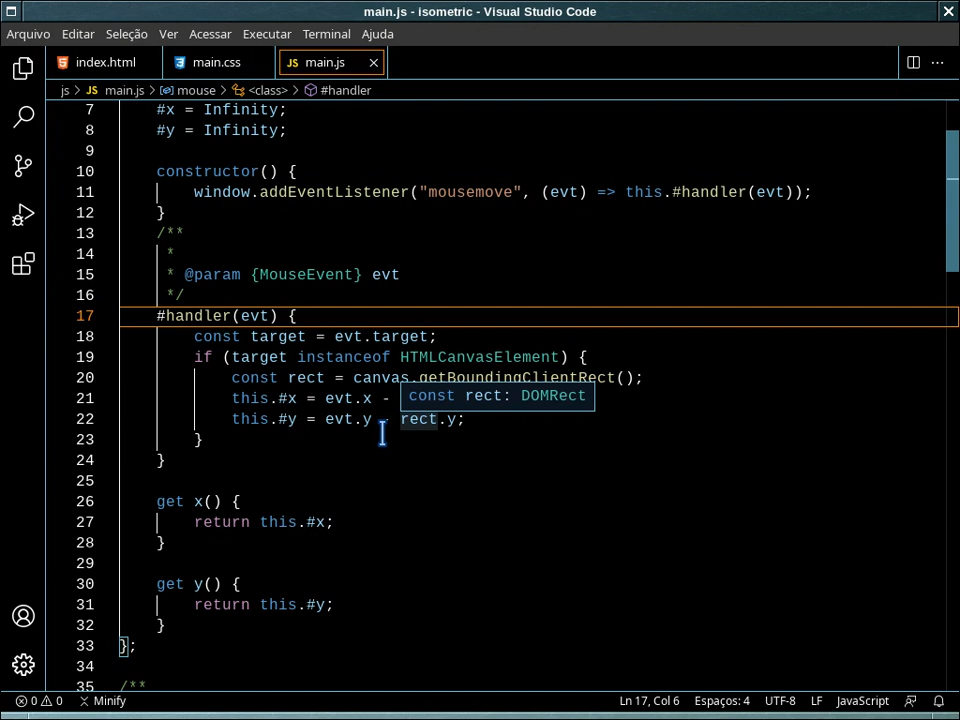 main.js - isometric - Visual Studio Code
Arquivo Editar Seleção Ver Acessar Executar Terminal Ajuda
index.html main.css JS main.js
js > JS main.js > mouse > <class> > #handler
7 #x = Infinity;
8 #y = Infinity;
9
10 constructor() {
11 window.addEventListener("mousemove", (evt) => this.#handler(evt));
12 }
13 /**
14 *
15 * @param {MouseEvent} evt
16 */
17 #handler(evt) {
18 const target = evt.target;
19 if (target instanceof HTMLCanvasElement) {
20 const rect = canvas.getBoundingClientRect();
21 this.#x = evt.x -
const rect: DOMRect
22 this.#y = evt.y - rect.y;
23 }
24 }
25
26 get x() {
27 return this.#x;
28 }
29
30 get y() {
31 return this.#y;
32 }
33 };
34
35 /**
0 0 Minify Ln 17, Col 6 Espaços: 4 UTF-8 LF JavaScript